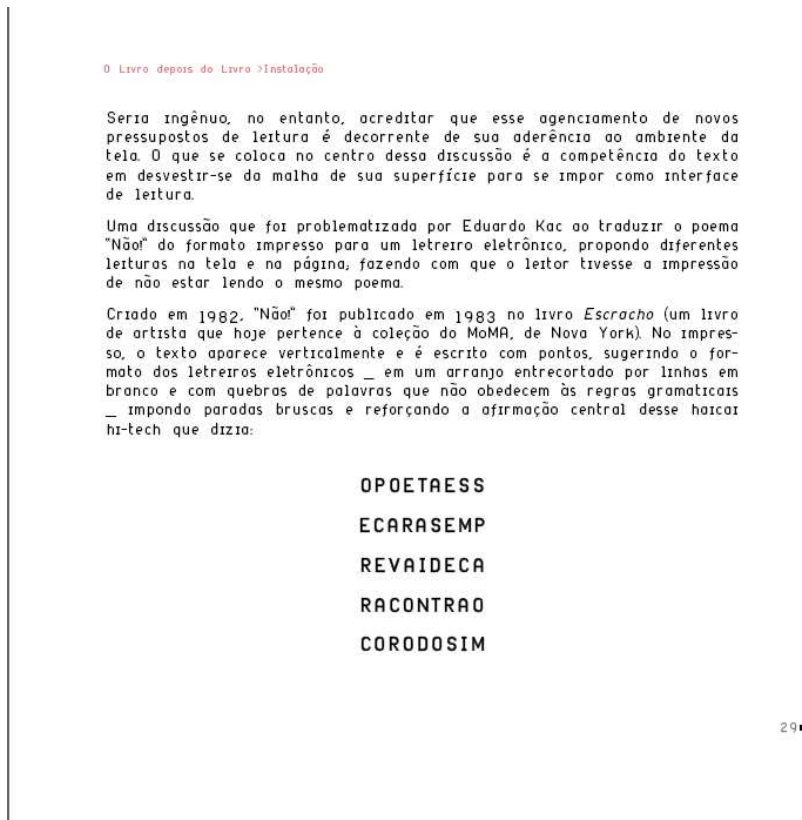 O Livro depois do Livro >Instalação
Seria ingênuo, no entanto, acreditar que esse agenciamento de novos
pressupostos de leitura é decorrente de sua aderência ao ambiente da
tela. O que se coloca no centro dessa discussão é a competência do texto
em desvestir-se da malha de sua superfície para se impor como interface
de leitura.
Uma discussão que foi problematizada por Eduardo Kac ao traduzir o poema
"Não!" do formato impresso para um letreiro eletrônico, propondo diferentes
leituras na tela e na página; fazendo com que o leitor tivesse a impressão
de não estar lendo o mesmo poema.
Criado em 1982, "Não!" foi publicado em 1983 no livro Escracho (um livro
de artista que hoje pertence à coleção do MoMA, de Nova York). No impres-
so, o texto aparece verticalmente e é escrito com pontos, sugerindo o for-
mato dos letreiros eletrônicos _ em um arranjo entrecortado por linhas em
branco e com quebras de palavras que não obedecem às regras gramaticais
_ impondo paradas bruscas e reforçando a afirmação central desse haicai
hi-tech que dizia:
OPOETAESS
ECARASEMP
REVAIDECA
RACONTRAO
CORODOSIM
29